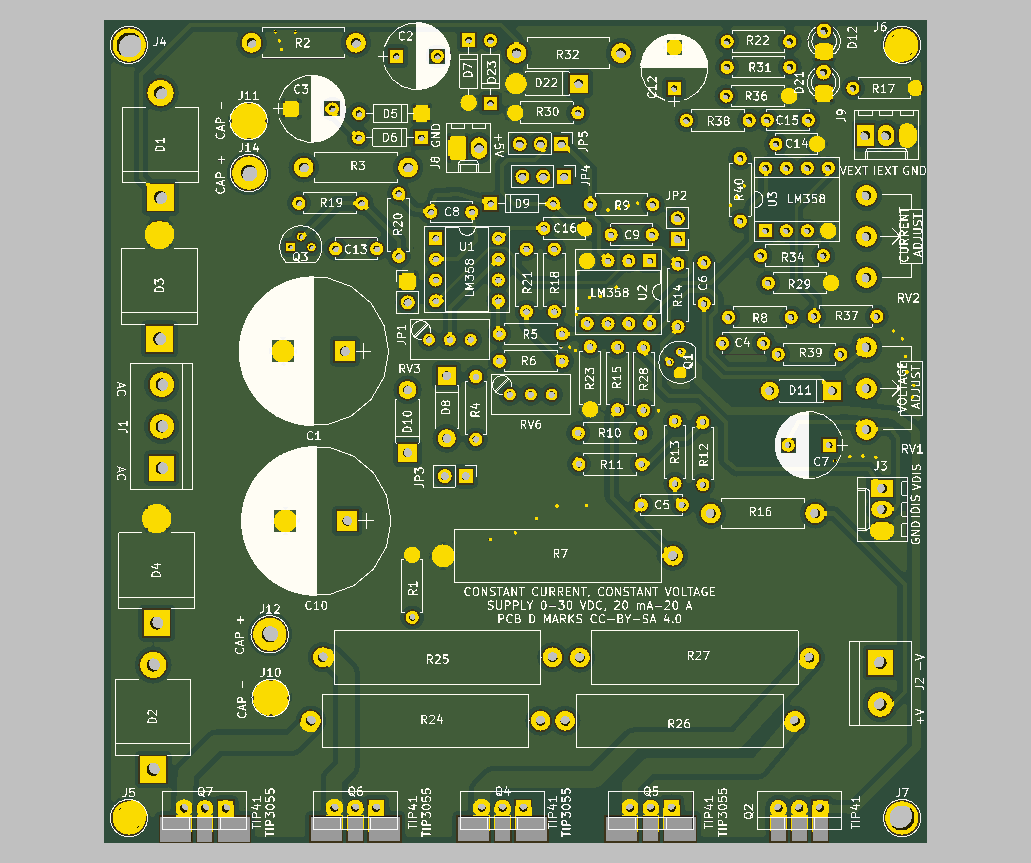 J4
R2
C2
D7
D23
R32
C12
R22
R31
R36
D12
D21
J6
R17
J11
CAP -
C3
D5
D6
GND
J8
+5V
D22
R30
JP5
R38
C15
C14
J9
VEXT IEXT GND
D1
J14
CAP +
R3
JP4
R40
U3
LM358
R19
R20
C8
D9
C16
R9
C9
JP2
CURRENT
ADJUST
Q3
C13
U1
LM358
R21
R18
LM358
U2
R14
C6
R34
R29
RV2
D3
JP1
R5
R6
R8
R37
C4
R39
Q1
C1
RV3
D10
D8
R4
RV6
R23
R15
R28
D11
VOLTAGE
ADJUST
AC
J1
AC
R10
R11
R13
R12
C7
RV1
J3
JP3
C5
R16
GND IDIS VDIS
D4
C10
R1
R7
CONSTANT CURRENT, CONSTANT VOLTAGE
SUPPLY 0-30 VDC, 20 mA-20 A
PCB D MARKS CC-BY-SA 4.0
J12
CAP +
R25
R27
J10
CAP -
J2
-V
+V
D2
R24
R26
J5
Q7
TIP41
TIP3055
Q6
TIP41
TIP3055
Q4
TIP41
TIP3055
Q5
TIP41
TIP3055
Q2
TIP41
J7